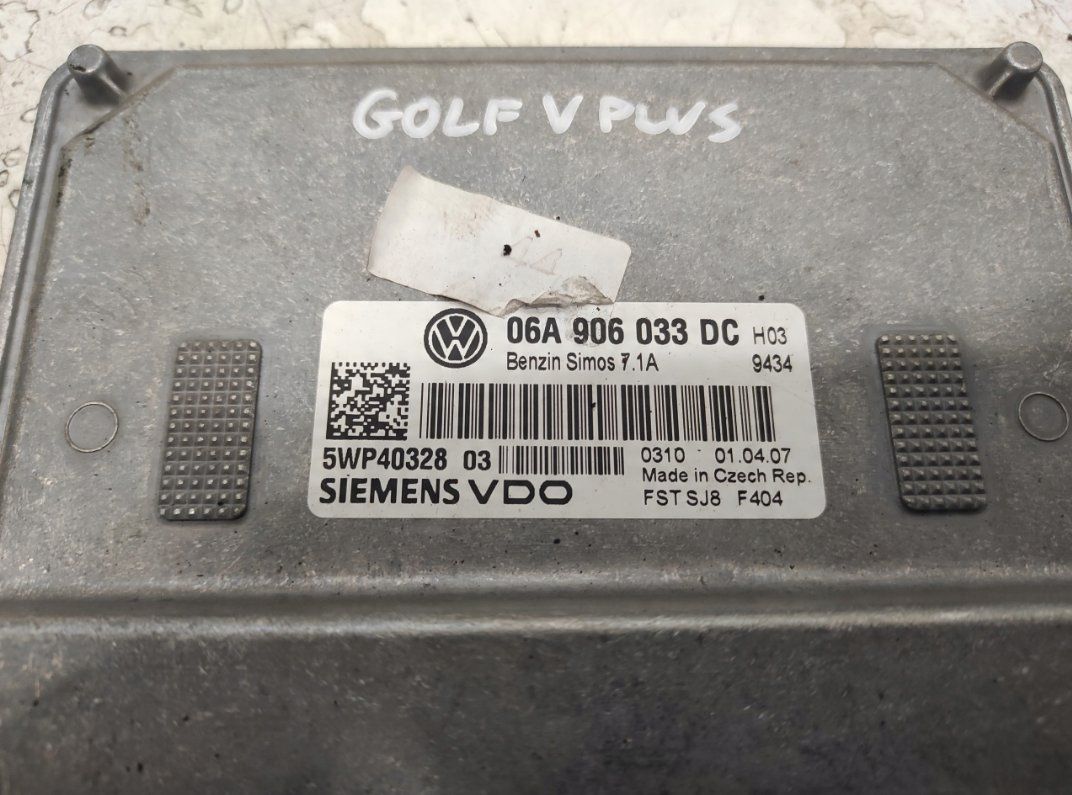 GOLF V PLUS
06A 906 033 DC H03
Benzin Simos 7.1A 9434
5WP40328 03 0310 01.04.07
Made in Czech Rep.
SIEMENS VDO FST SJ8 F404